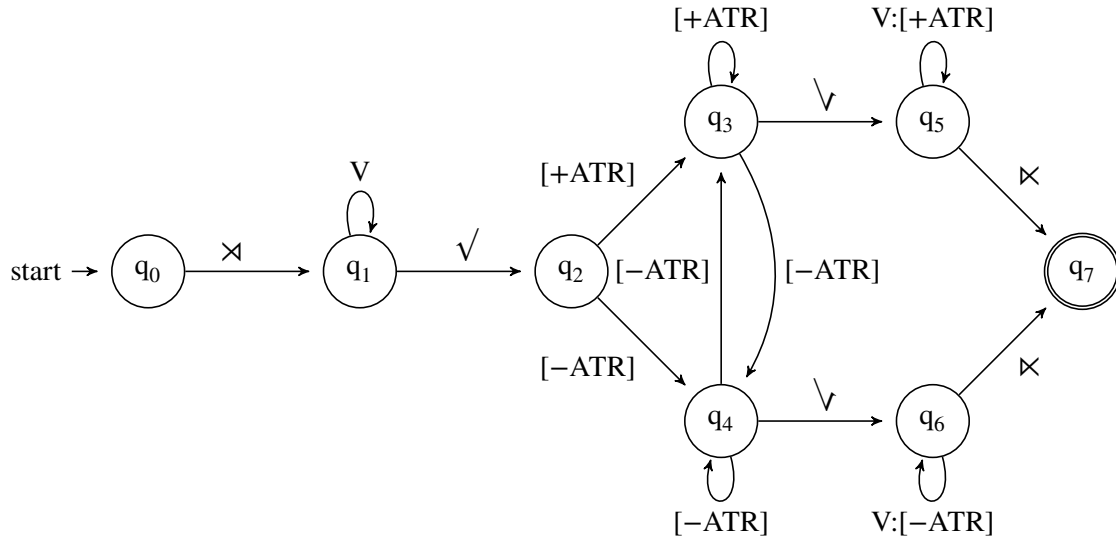 [+ATR] V:[+ATR]
q₃ √ q₅
V [+ATR] ⋉
start q₀ ⋊ q₁ √ q₂ [−ATR] [−ATR] q₇
[−ATR] ⋉
q₄ √ q₆
[−ATR] V:[−ATR]